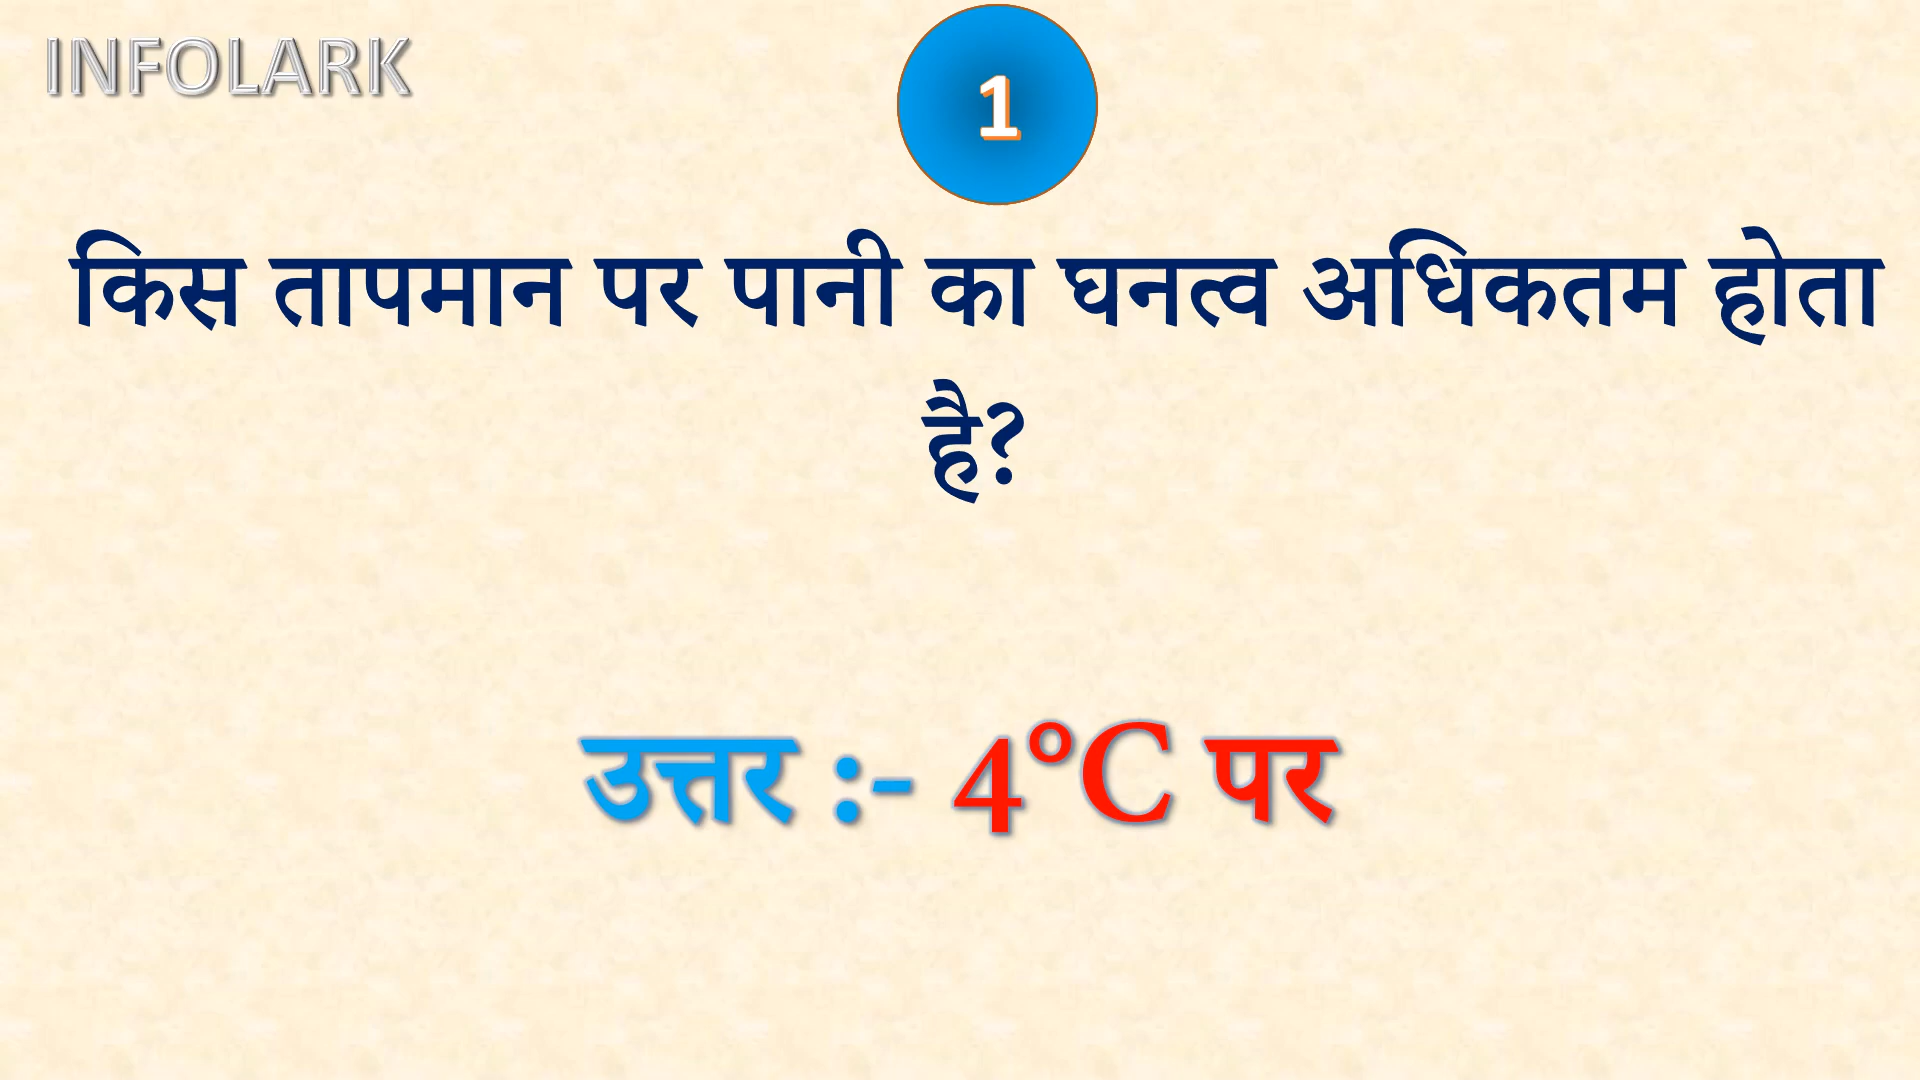 INFOLARK
1
किस तापमान पर पानी का घनत्व अधिकतम होता
है?
उत्तर :- 4°C पर